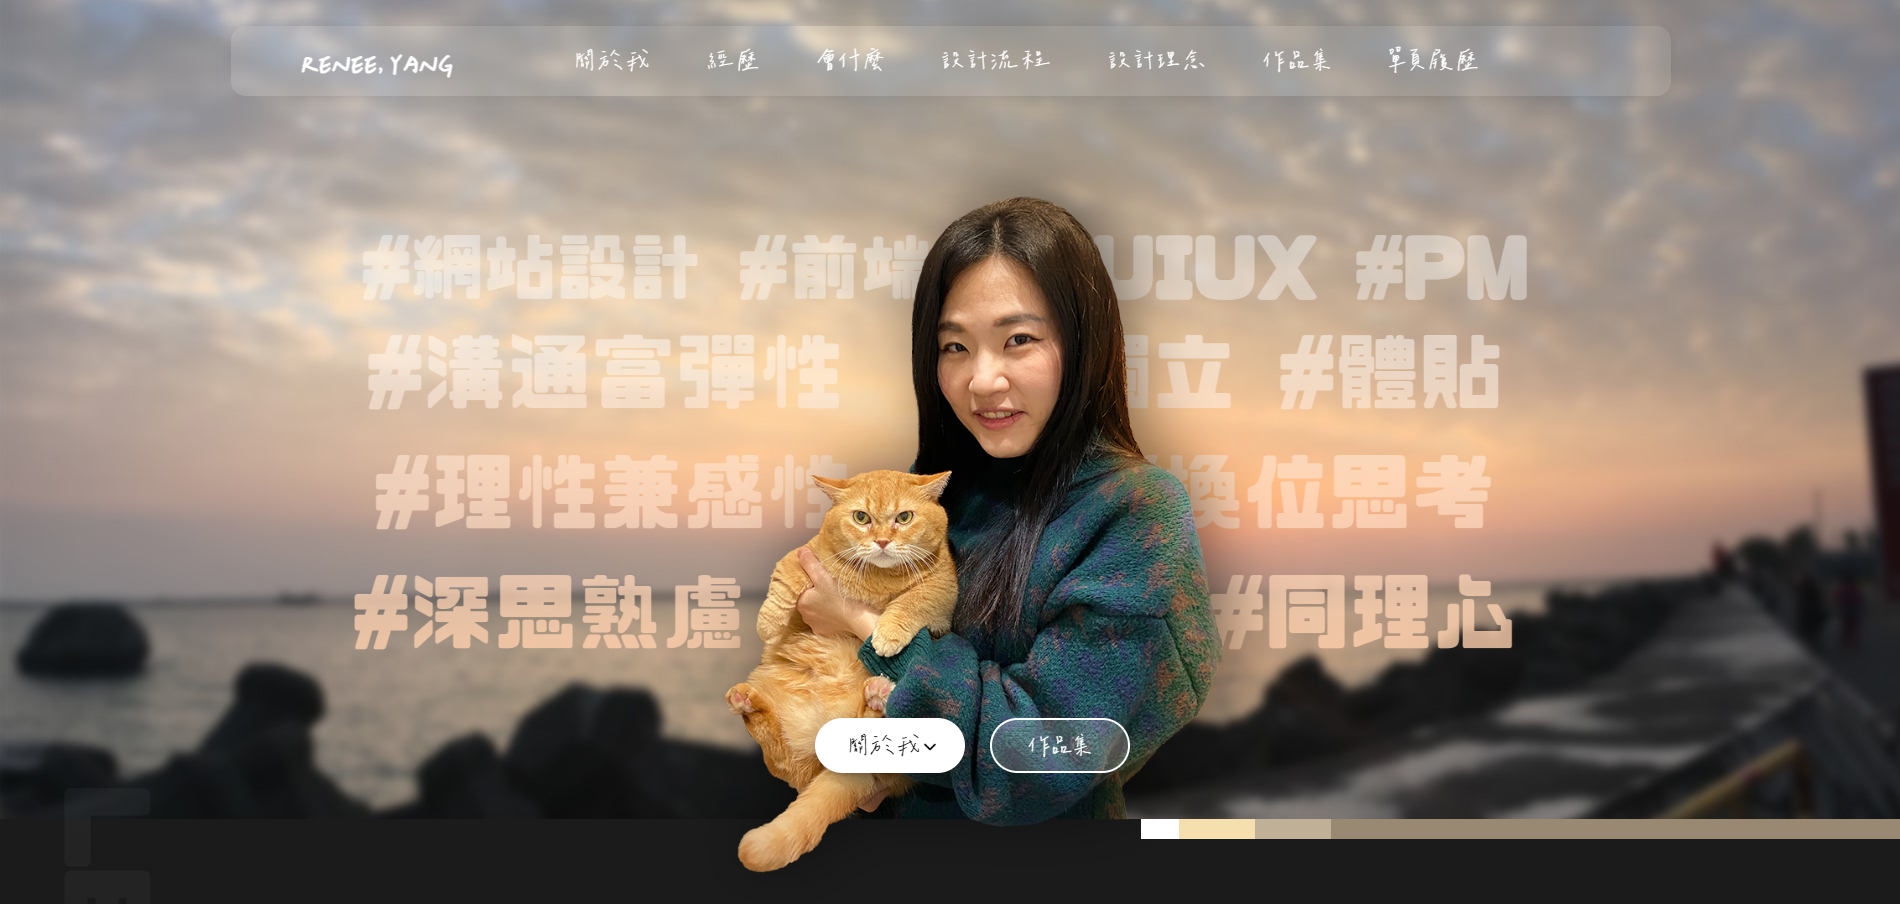 RENEE, YANG 關於我 經歷 會什麼 設計流程 設計理念 作品集 單頁履歷
#網站設計 #前端 UIUX #PM
#溝通富彈性 獨立 #體貼
#理性兼感性 換位思考
#深思熟慮 #同理心
關於我 作品集